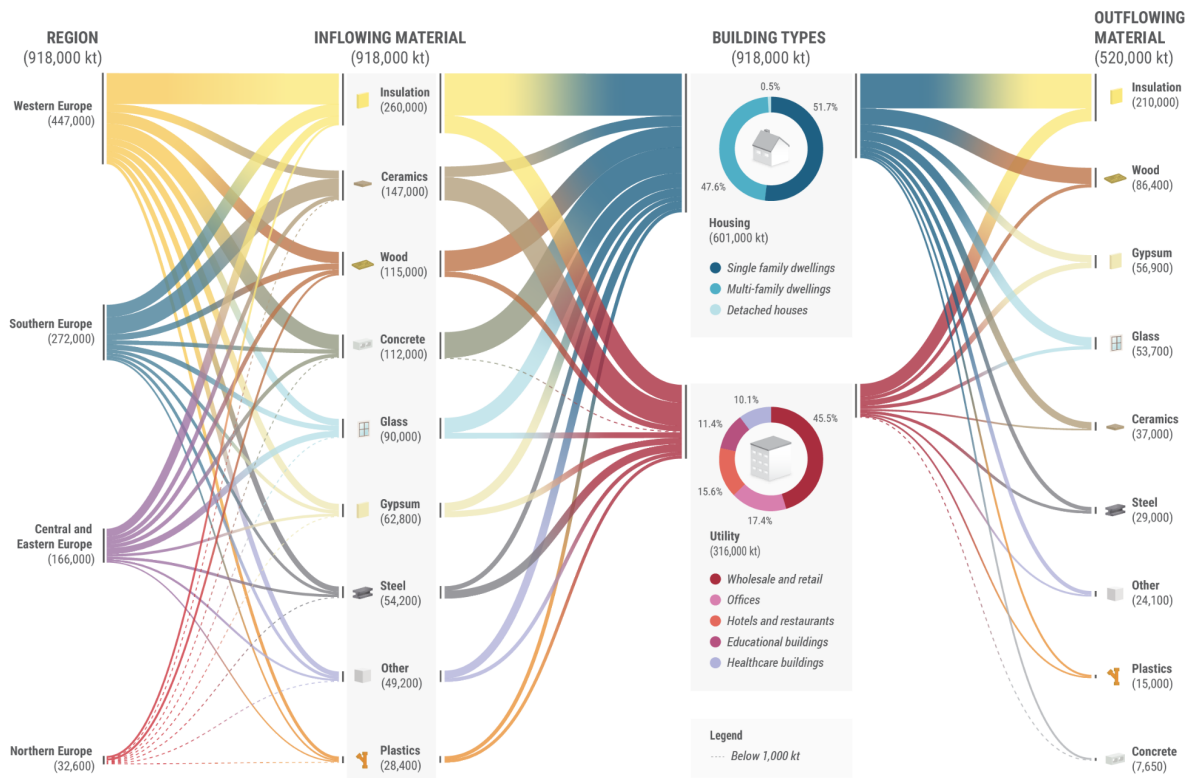 REGION
(918,000 kt)
Western Europe
(447,000)
Southern Europe
(272,000)
Central and
Eastern Europe
(166,000)
Northern Europe
(32,600)
INFLOWING MATERIAL
(918,000 kt)
Insulation
(260,000)
Ceramics
(147,000)
Wood
(115,000)
Concrete
(112,000)
Glass
(90,000)
Gypsum
(62,800)
Steel
(54,200)
Other
(49,200)
Plastics
(28,400)
BUILDING TYPES
(918,000 kt)
0.5%
51.7%
47.6%
Housing
(601,000 kt)
Single family dwellings
Multi-family dwellings
Detached houses
10.1%
45.5%
11.4%
15.6%
17.4%
Utility
(316,000 kt)
Wholesale and retail
Offices
Hotels and restaurants
Educational buildings
Healthcare buildings
Legend
Below 1,000 kt
OUTFLOWING
MATERIAL
(520,000 kt)
Insulation
(210,000)
Wood
(86,400)
Gypsum
(56,900)
Glass
(53,700)
Ceramics
(37,000)
Steel
(29,000)
Other
(24,100)
Plastics
(15,000)
Concrete
(7,650)